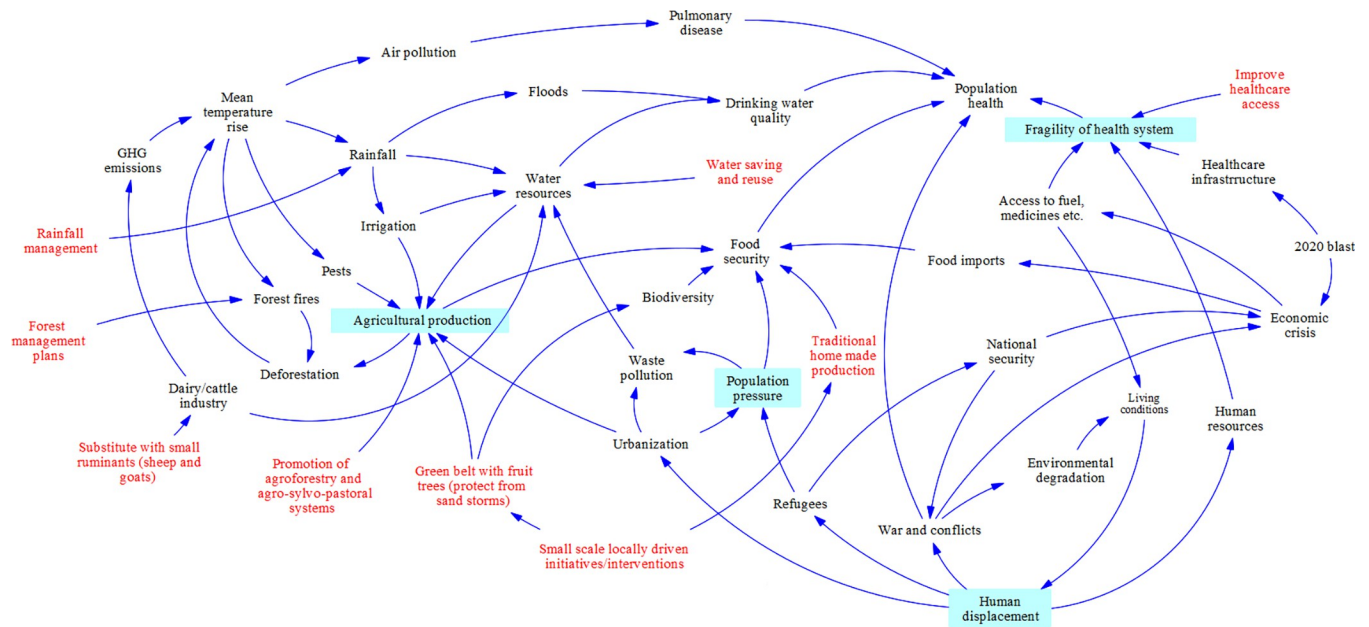 Pulmonary
disease
Air pollution
Mean
temperature
rise
Floods
Drinking water
quality
Population
health
Improve
healthcare
access
Fragility of health system
GHG
emissions
Rainfall
Water
resources
Water saving
and reuse
Healthcare
infrastrructure
Access to fuel,
medicines etc.
Irrigation
Rainfall
management
Food
security
2020 blast
Food imports
Pests
Biodiversity
Forest fires
Agricultural production
Economic
crisis
Forest
management
plans
Traditional
home made
production
National
security
Waste
pollution
Population
pressure
Deforestation
Dairy/cattle
industry
Living
conditions
Human
resources
Urbanization
Substitute with small
ruminants (sheep and
goats)
Promotion of
agroforestry and
agro-sylvo-pastoral
systems
Green belt with fruit
trees (protect from
sand storms)
Environmental
degradation
Refugees
War and conflicts
Small scale locally driven
initiatives/interventions
Human
displacement